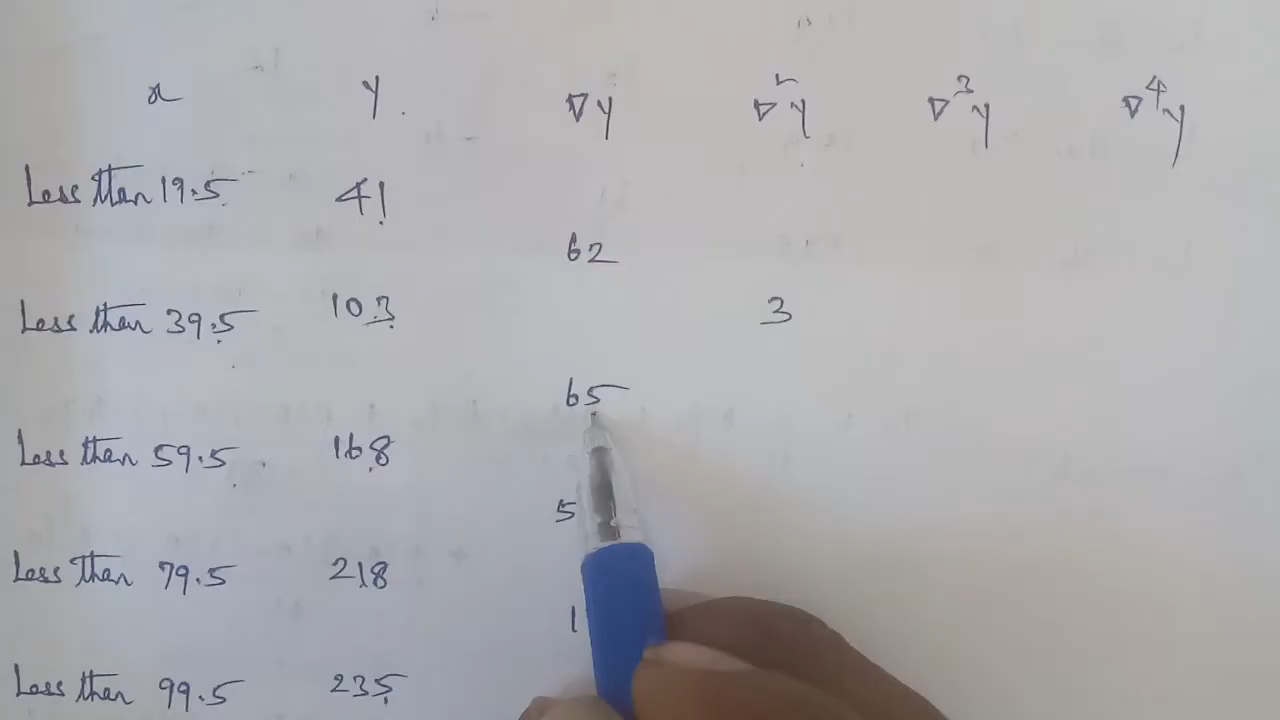 x y. ∇y ∇²y ∇³y ∇⁴y
Less than 19.5 41
62
Less than 39.5 103 3
65
Less than 59.5 168
5
Less than 79.5 218
1
Less than 99.5 235